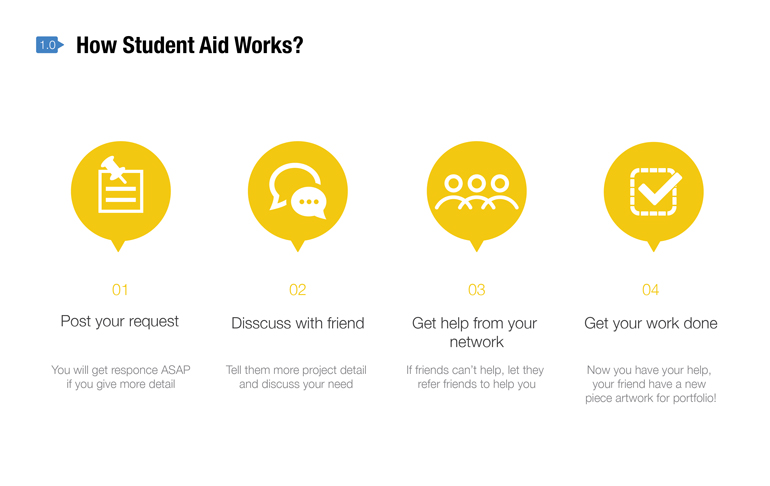 1.0 How Student Aid Works?
01
Post your request
You will get responce ASAP
if you give more detail
02
Disscuss with friend
Tell them more project detail
and discuss your need
03
Get help from your
network
If friends can't help, let they
refer friends to help you
04
Get your work done
Now you have your help,
your friend have a new
piece artwork for portfolio!